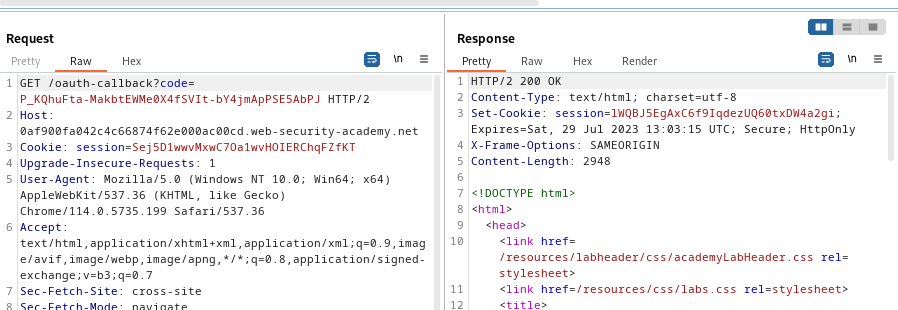 Request
Pretty Raw Hex \n
1 GET /oauth-callback?code=
P_KQhuFta-MakbtEWMe0X4fSVIt-bY4jmApPSE5AbPJ HTTP/2
2 Host:
0af900fa042c4c66874f62e000ac00cd.web-security-academy.net
3 Cookie: session=Sej5D1wwvMxwC7Oa1wvHOIERChqFZfKT
4 Upgrade-Insecure-Requests: 1
5 User-Agent: Mozilla/5.0 (Windows NT 10.0; Win64; x64)
AppleWebKit/537.36 (KHTML, like Gecko)
Chrome/114.0.5735.199 Safari/537.36
6 Accept:
text/html,application/xhtml+xml,application/xml;q=0.9,imag
e/avif,image/webp,image/apng,*/*;q=0.8,application/signed-
exchange;v=b3;q=0.7
7 Sec-Fetch-Site: cross-site
8 Sec-Fetch-Mode: navigate
Response
Pretty Raw Hex Render \n
1 HTTP/2 200 OK
2 Content-Type: text/html; charset=utf-8
3 Set-Cookie: session=1WQBJ5EgAxC6f9IqdezUQ60txDW4a2gi;
Expires=Sat, 29 Jul 2023 13:03:15 UTC; Secure; HttpOnly
4 X-Frame-Options: SAMEORIGIN
5 Content-Length: 2948
6
7 <!DOCTYPE html>
8 <html>
9 <head>
10 <link href=
/resources/labheader/css/academyLabHeader.css rel=
stylesheet>
11 <link href=/resources/css/labs.css rel=stylesheet>
12 <title>